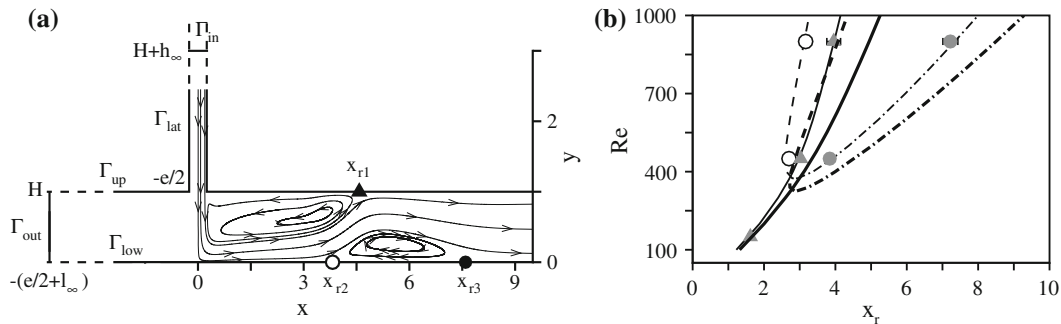 (a)
Γin
H+h∞
Γlat
2
y
Γup
-e/2
xr1
H
Γout
Γlow
0
-(e/2+l∞)
0
xr2
3
6
xr3
9
x
(b)
1000
700
Re
400
100
0
2
4
6
8
10
xr